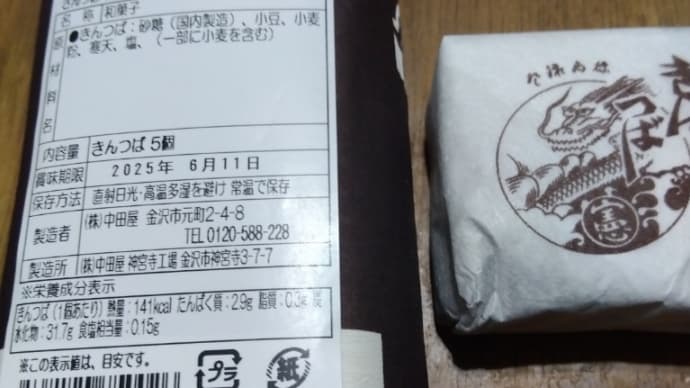 名称 和菓子
原材料名 ●きんつば:砂糖(国内製造)、小豆、小麦
粉、寒天、塩、(一部に小麦を含む)
内容量 きんつば 5個
賞味期限 2025年 6月11日
保存方法 直射日光・高温多湿を避け 常温で保存
製造者 (株)中田屋 金沢市元町2-4-8
TEL 0120-588-228
製造所 (株)中田屋 神宮寺工場 金沢市神宮寺3-7-7
※栄養成分表示
きんつば(1個あたり) 熱量:141kcal たんぱく質:2.9g 脂質:0.3g 炭
水化物:31.7g 食塩相当量:0.15g
※この表示値は、目安です。
プラ
紙
きんつば